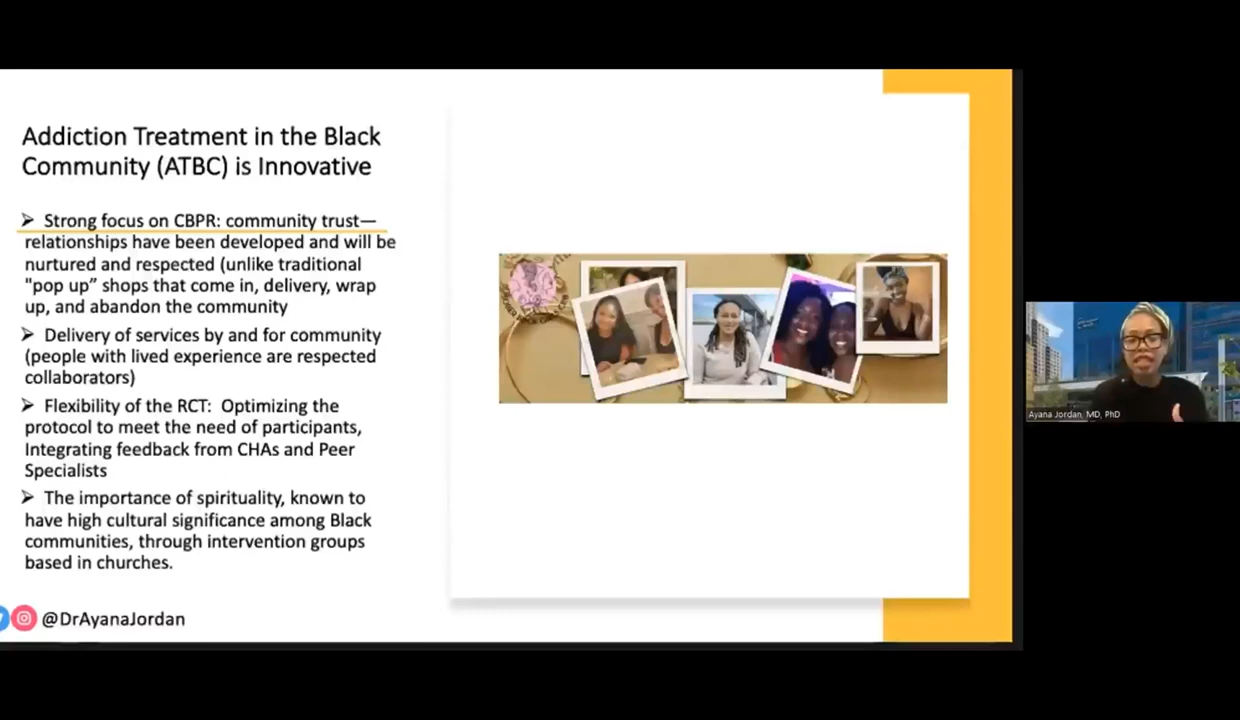 Addiction Treatment in the Black
Community (ATBC) is Innovative
➢ Strong focus on CBPR: community trust—
relationships have been developed and will be
nurtured and respected (unlike traditional
"pop up” shops that come in, delivery, wrap
up, and abandon the community
➢ Delivery of services by and for community
(people with lived experience are respected
collaborators)
➢ Flexibility of the RCT: Optimizing the
protocol to meet the need of participants,
Integrating feedback from CHAs and Peer
Specialists
➢ The importance of spirituality, known to
have high cultural significance among Black
communities, through intervention groups
based in churches.
@DrAyanaJordan
Ayana Jordan, MD, PhD